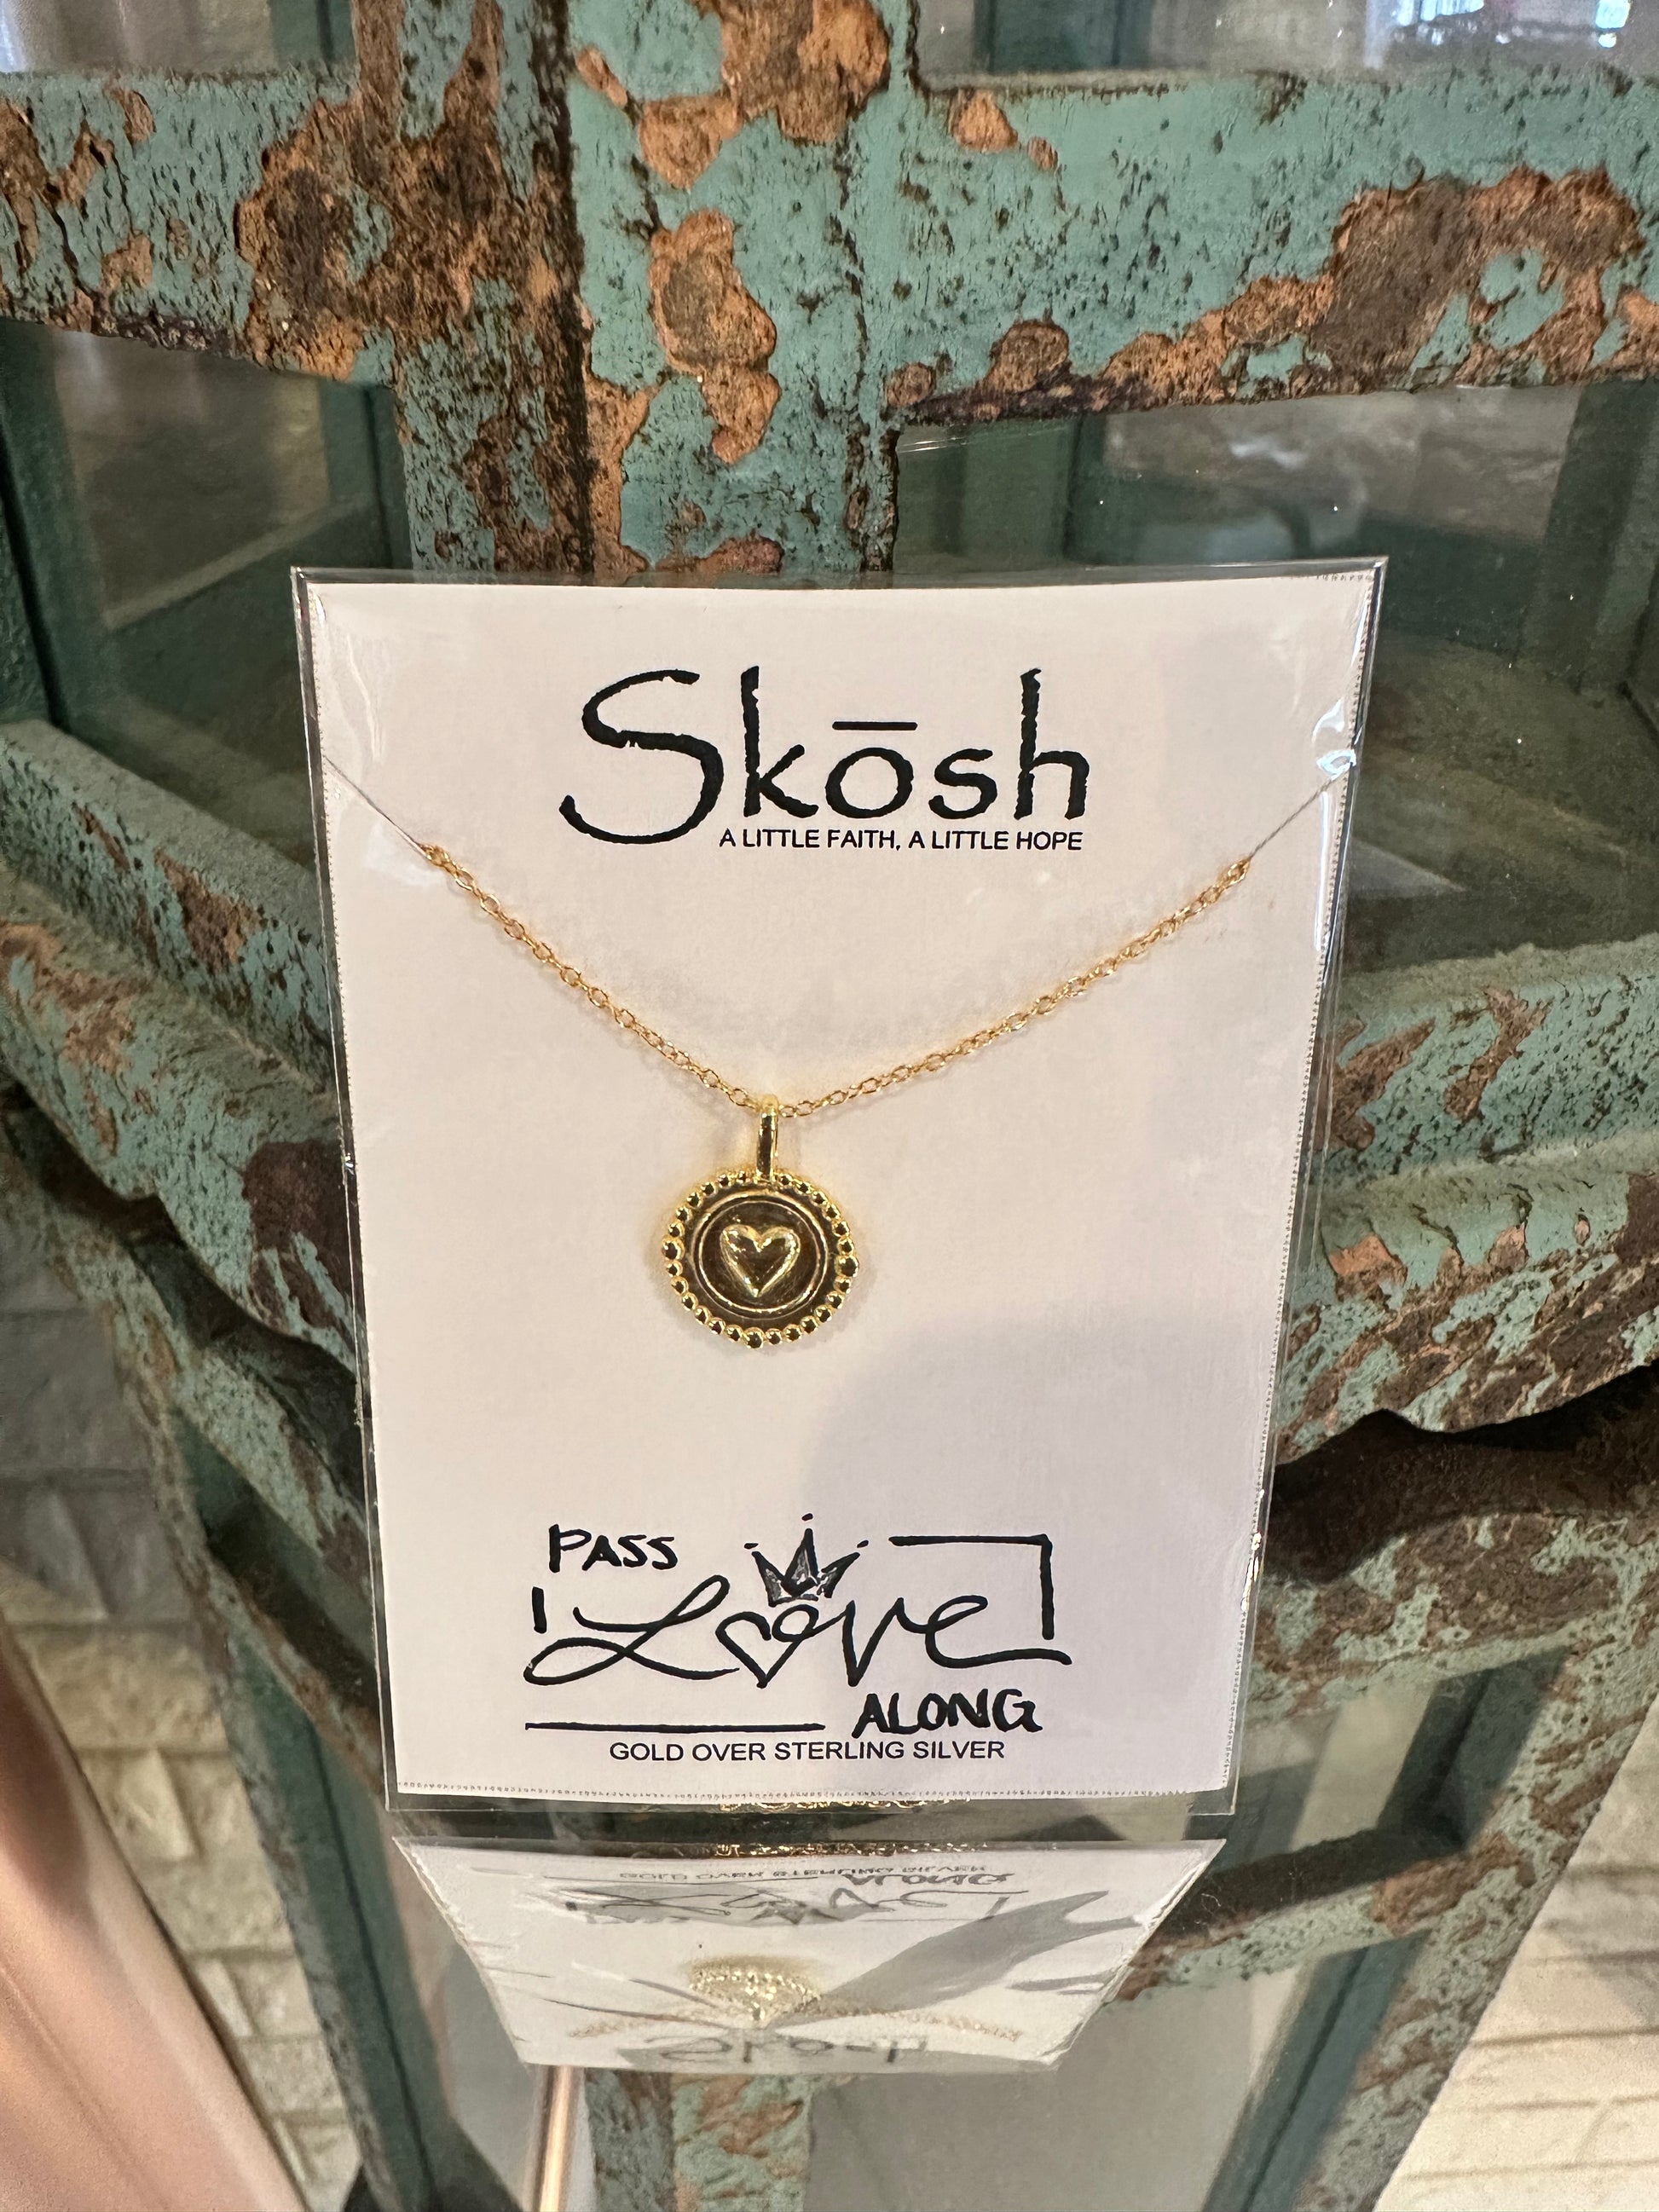 Skōsh
A LITTLE FAITH, A LITTLE HOPE
PASS
Love
ALONG
GOLD OVER STERLING SILVER